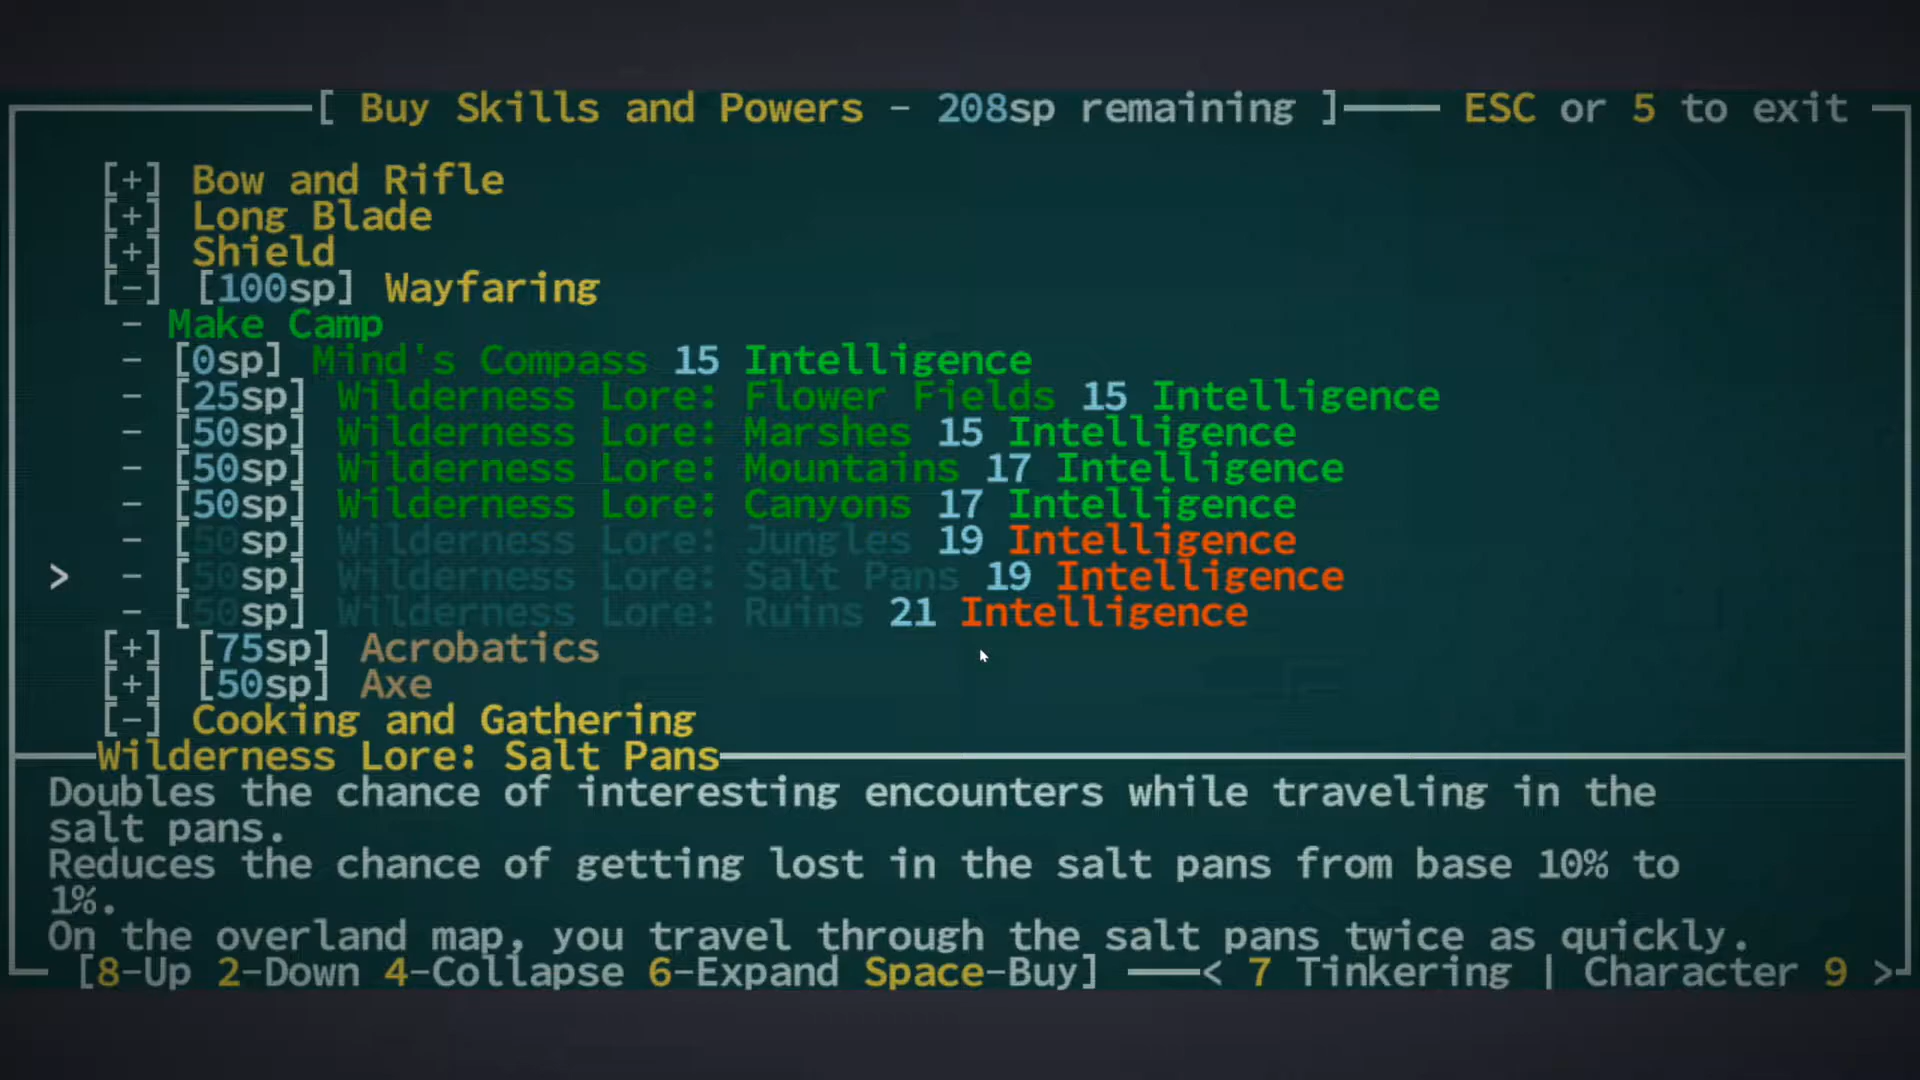 [ Buy Skills and Powers - 208sp remaining ] ESC or 5 to exit
[+] Bow and Rifle
[+] Long Blade
[+] Shield
[-] [100sp] Wayfaring
- Make Camp
- [0sp] Mind's Compass 15 Intelligence
- [25sp] Wilderness Lore: Flower Fields 15 Intelligence
- [50sp] Wilderness Lore: Marshes 15 Intelligence
- [50sp] Wilderness Lore: Mountains 17 Intelligence
- [50sp] Wilderness Lore: Canyons 17 Intelligence
- [50sp] Wilderness Lore: Jungles 19 Intelligence
> - [50sp] Wilderness Lore: Salt Pans 19 Intelligence
- [50sp] Wilderness Lore: Ruins 21 Intelligence
[+] [75sp] Acrobatics
[+] [50sp] Axe
[-] Cooking and Gathering
Wilderness Lore: Salt Pans
Doubles the chance of interesting encounters while traveling in the
salt pans.
Reduces the chance of getting lost in the salt pans from base 10% to
1%.
On the overland map, you travel through the salt pans twice as quickly.
[8-Up 2-Down 4-Collapse 6-Expand Space-Buy] < 7 Tinkering | Character 9 >